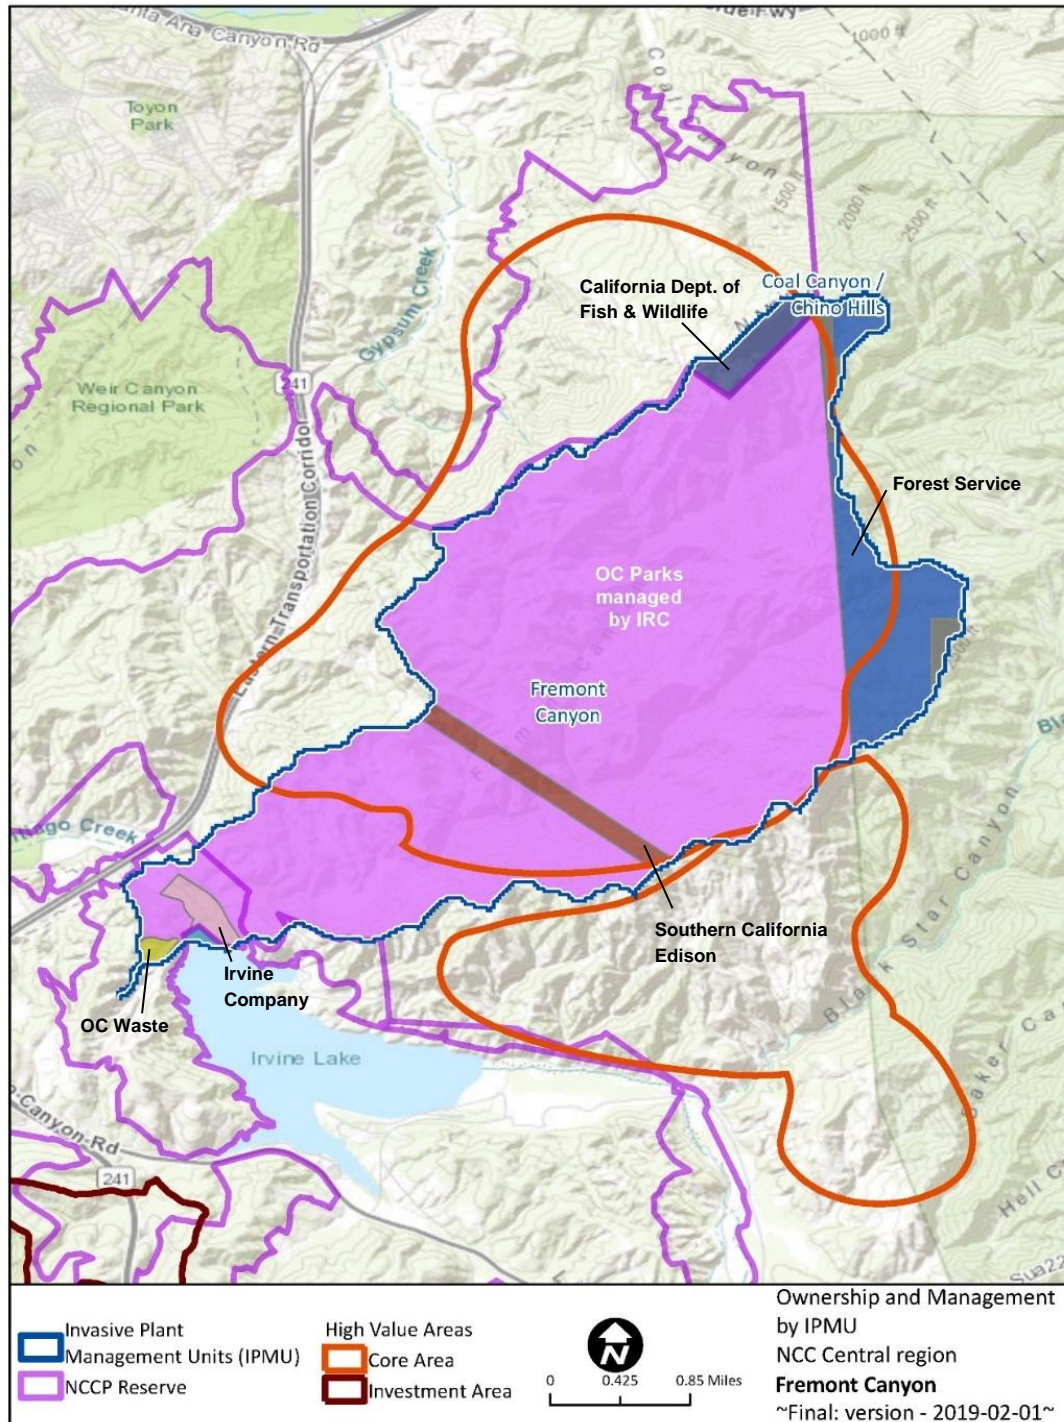 Santa Ana Canyon Rd
1000 ft
Coal Canyon
Toyon
Park
1500 ft
2000 ft
2500 ft
Gypsum Creek
California Dept. of
Fish & Wildlife
Coal Canyon /
Chino Hills
241
Weir Canyon
Regional Park
Eastern Transportation Corridor
Forest Service
OC Parks
managed
by IRC
Fremont
Canyon
Southern California
Edison
Irvine
Company
OC Waste
Irvine Lake
Black Star Canyon
241
NCCP Reserve
Invasive Plant
Management Units (IPMU)
High Value Areas
Core Area
Investment Area
N
0 0.425 0.85 Miles
Ownership and Management
by IPMU
NCC Central region
Fremont Canyon
~Final: version - 2019-02-01~